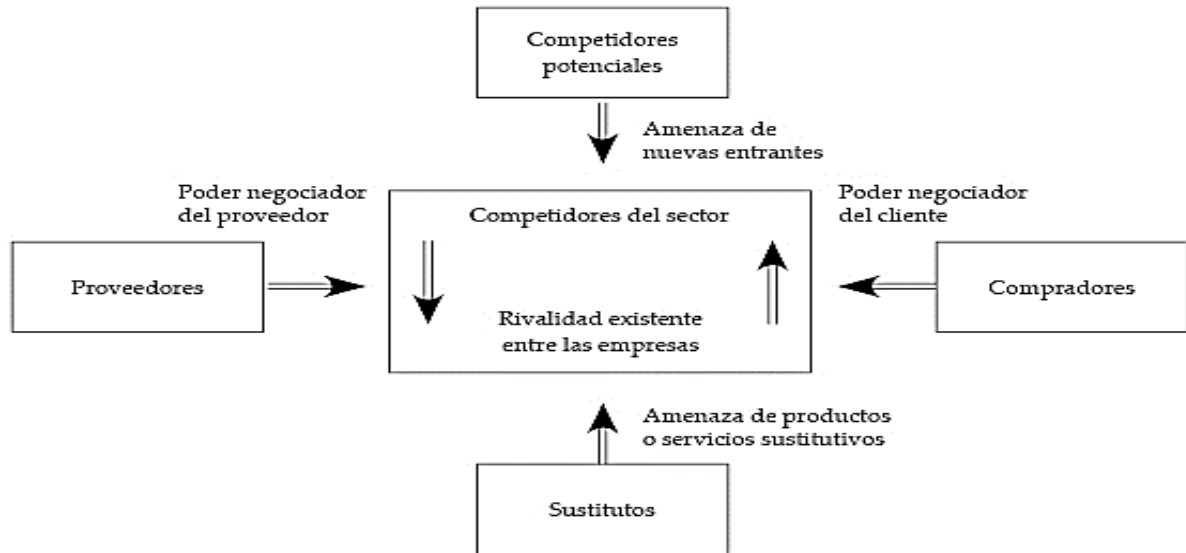 Competidores
potenciales
Amenaza de
nuevas entrantes
Poder negociador
del proveedor
Poder negociador
del cliente
Competidores del sector
Proveedores
Compradores
Rivalidad existente
entre las empresas
Amenaza de productos
o servicios sustitutivos
Sustitutos